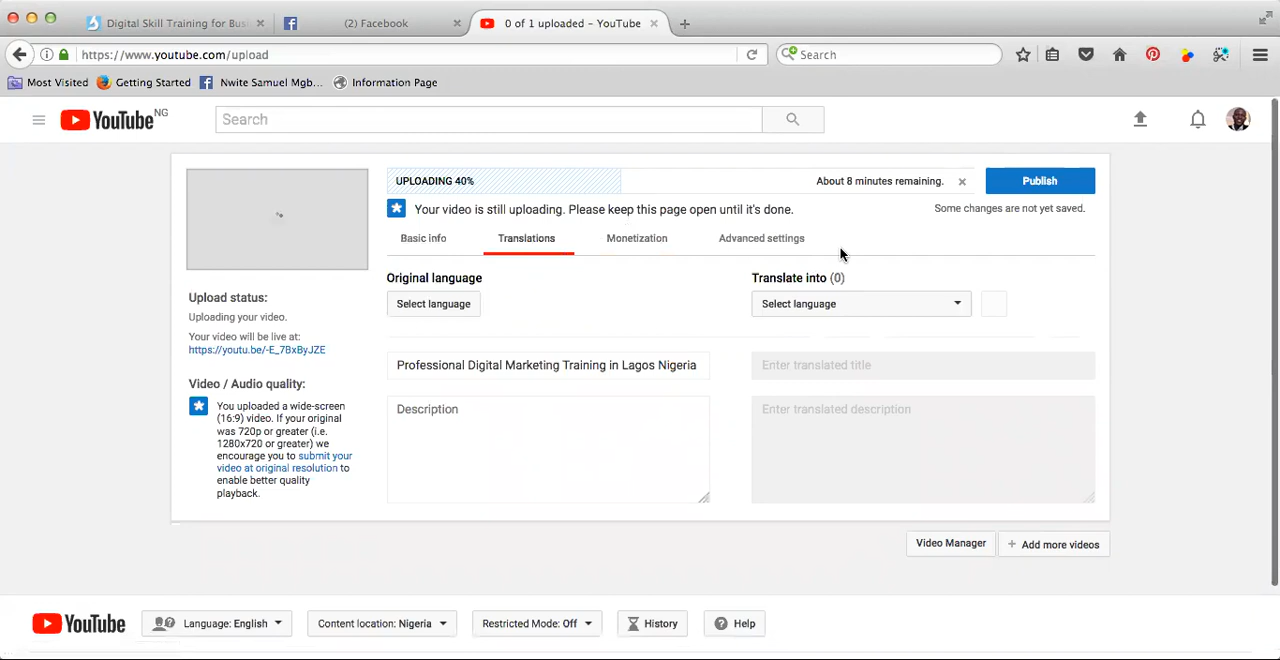 Digital Skill Training for Bus
(2) Facebook
0 of 1 uploaded - YouTube
https://www.youtube.com/upload
Search
Most Visited
Getting Started
Nwite Samuel Mgb...
Information Page
YouTube NG
Search
UPLOADING 40%
About 8 minutes remaining.
Publish
Your video is still uploading. Please keep this page open until it's done.
Some changes are not yet saved.
Basic info
Translations
Monetization
Advanced settings
Upload status:
Uploading your video.
Your video will be live at:
https://youtu.be/-E_7BxByJZE
Video / Audio quality:
You uploaded a wide-screen
(16:9) video. If your original
was 720p or greater (i.e.
1280x720 or greater) we
encourage you to submit your
video at original resolution to
enable better quality
playback.
Original language
Select language
Translate into (0)
Select language
Professional Digital Marketing Training in Lagos Nigeria
Enter translated title
Description
Enter translated description
Video Manager
+ Add more videos
YouTube
Language: English
Content location: Nigeria
Restricted Mode: Off
History
Help